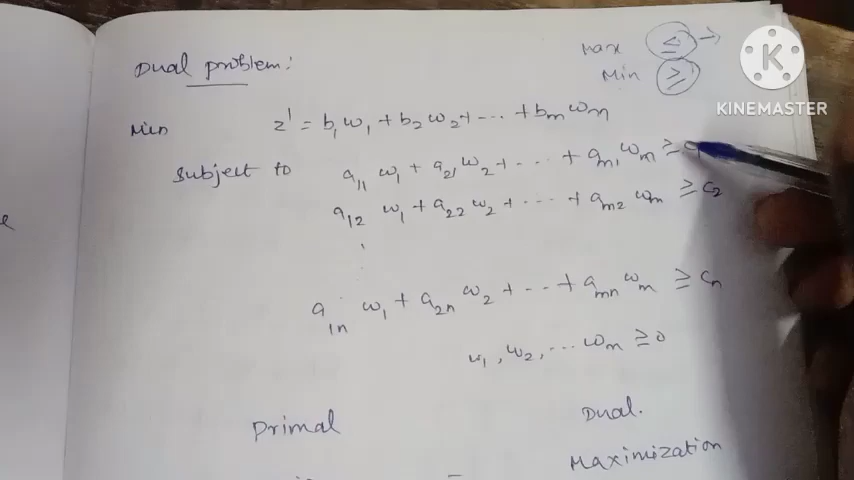 Dual problem:
Max ≤ →
Min ≥
KINEMASTER
Min z' = b₁w₁ + b₂w₂ + --- + bₘwₘ
Subject to a₁₁ w₁ + a₂₁ w₂ + - - - + aₘ₁ wₘ ≥
a₁₂ w₁ + a₂₂ w₂ + - - - + aₘ₂ wₘ ≥ c₂
a₁ₙ w₁ + a₂ₙ w₂ + - - + aₘₙ wₘ ≥ cₙ
w₁, w₂, ... wₘ ≥ 0
Primal Dual.
Maximization